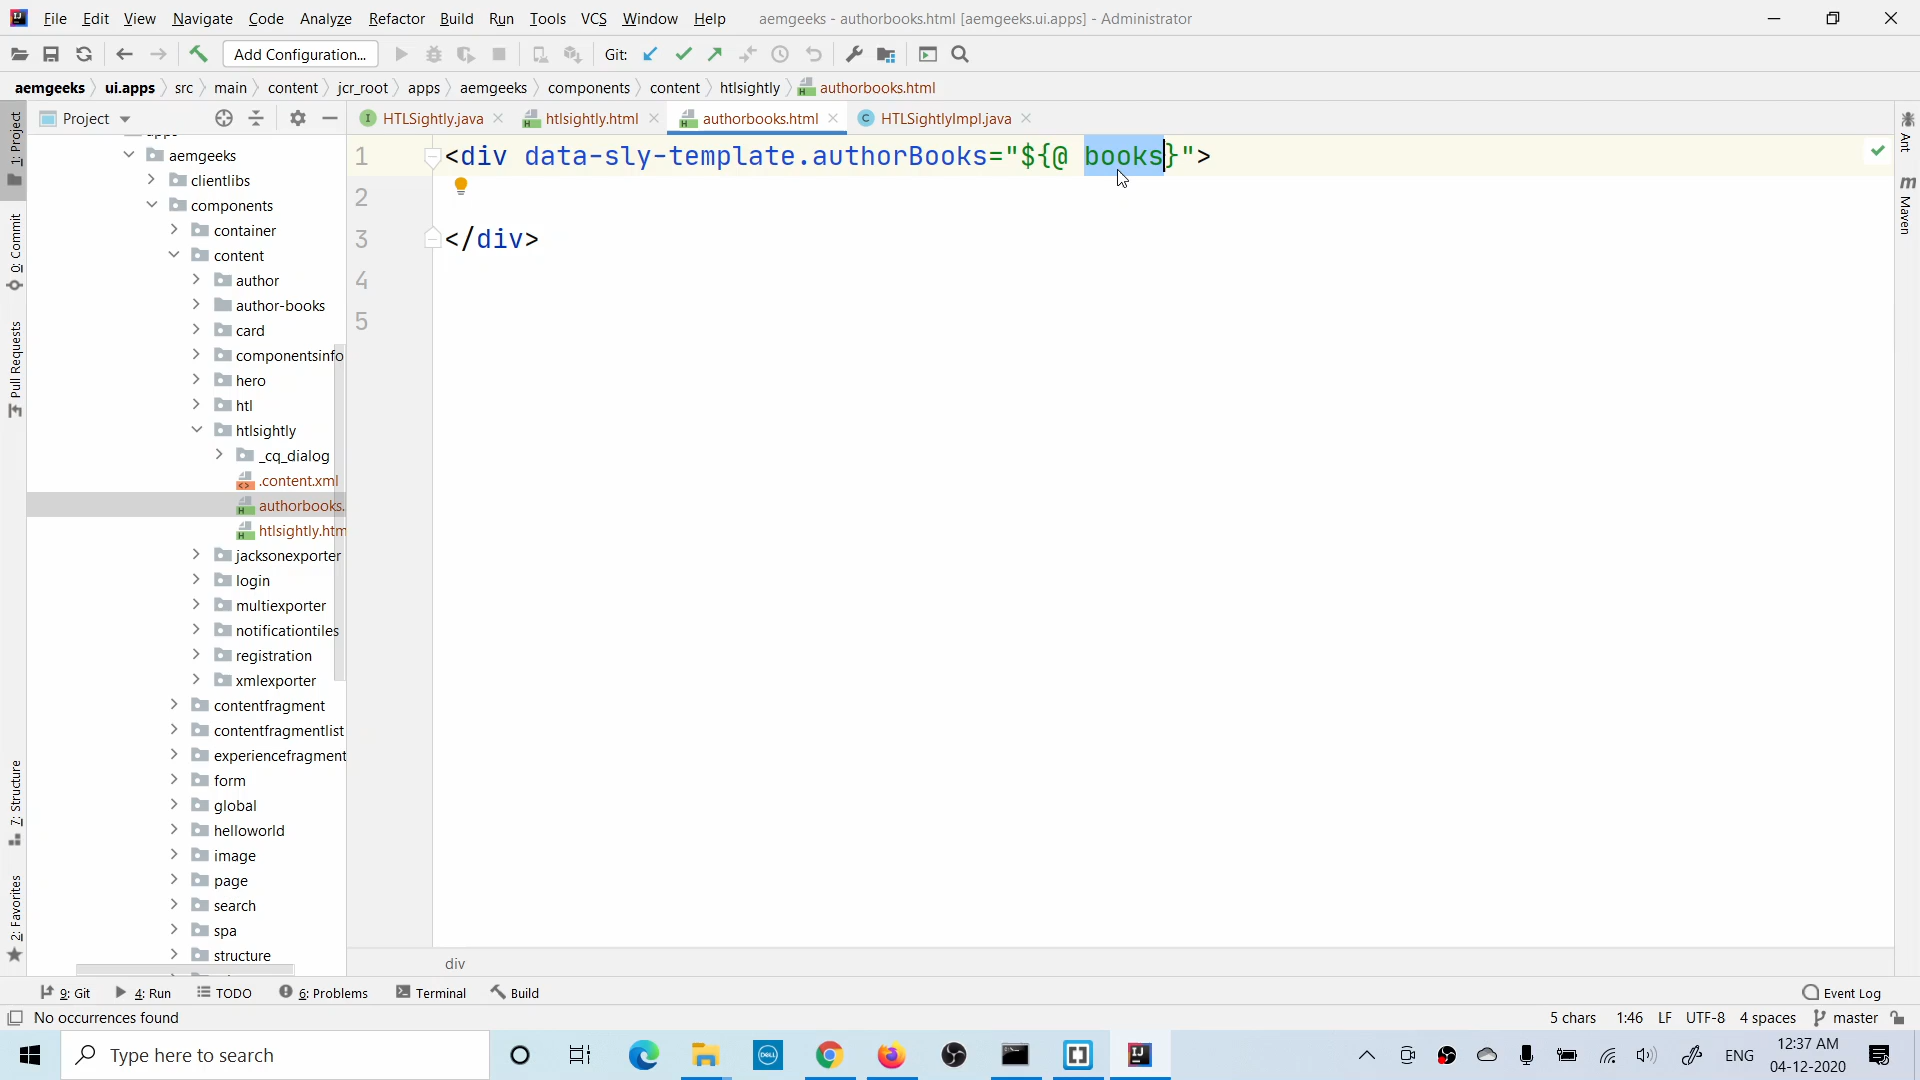 File Edit View Navigate Code Analyze Refactor Build Run Tools VCS Window Help aemgeeks - authorbooks.html [aemgeeks.ui.apps] - Administrator
Add Configuration... Git:
aemgeeks ui.apps src main content jcr_root apps aemgeeks components content htlsightly authorbooks.html
Project HTLSightly.java htlsightly.html authorbooks.html HTLSightlyImpl.java
1: Project
0: Commit
Pull Requests
7: Structure
2: Favorites
aemgeeks
clientlibs
components
container
content
author
author-books
card
componentsinfo
hero
htl
htlsightly
_cq_dialog
.content.xml
authorbooks.
htlsightly.htm
jacksonexporter
login
multiexporter
notificationtiles
registration
xmlexporter
contentfragment
contentfragmentlist
experiencefragment
form
global
helloworld
image
page
search
spa
structure
1 <div data-sly-template.authorBooks="${@ books}">
2
3 </div>
4
5
Ant
m Maven
div
9: Git 4: Run TODO 6: Problems Terminal Build Event Log
No occurrences found 5 chars 1:46 LF UTF-8 4 spaces master
Type here to search ENG 12:37 AM
04-12-2020